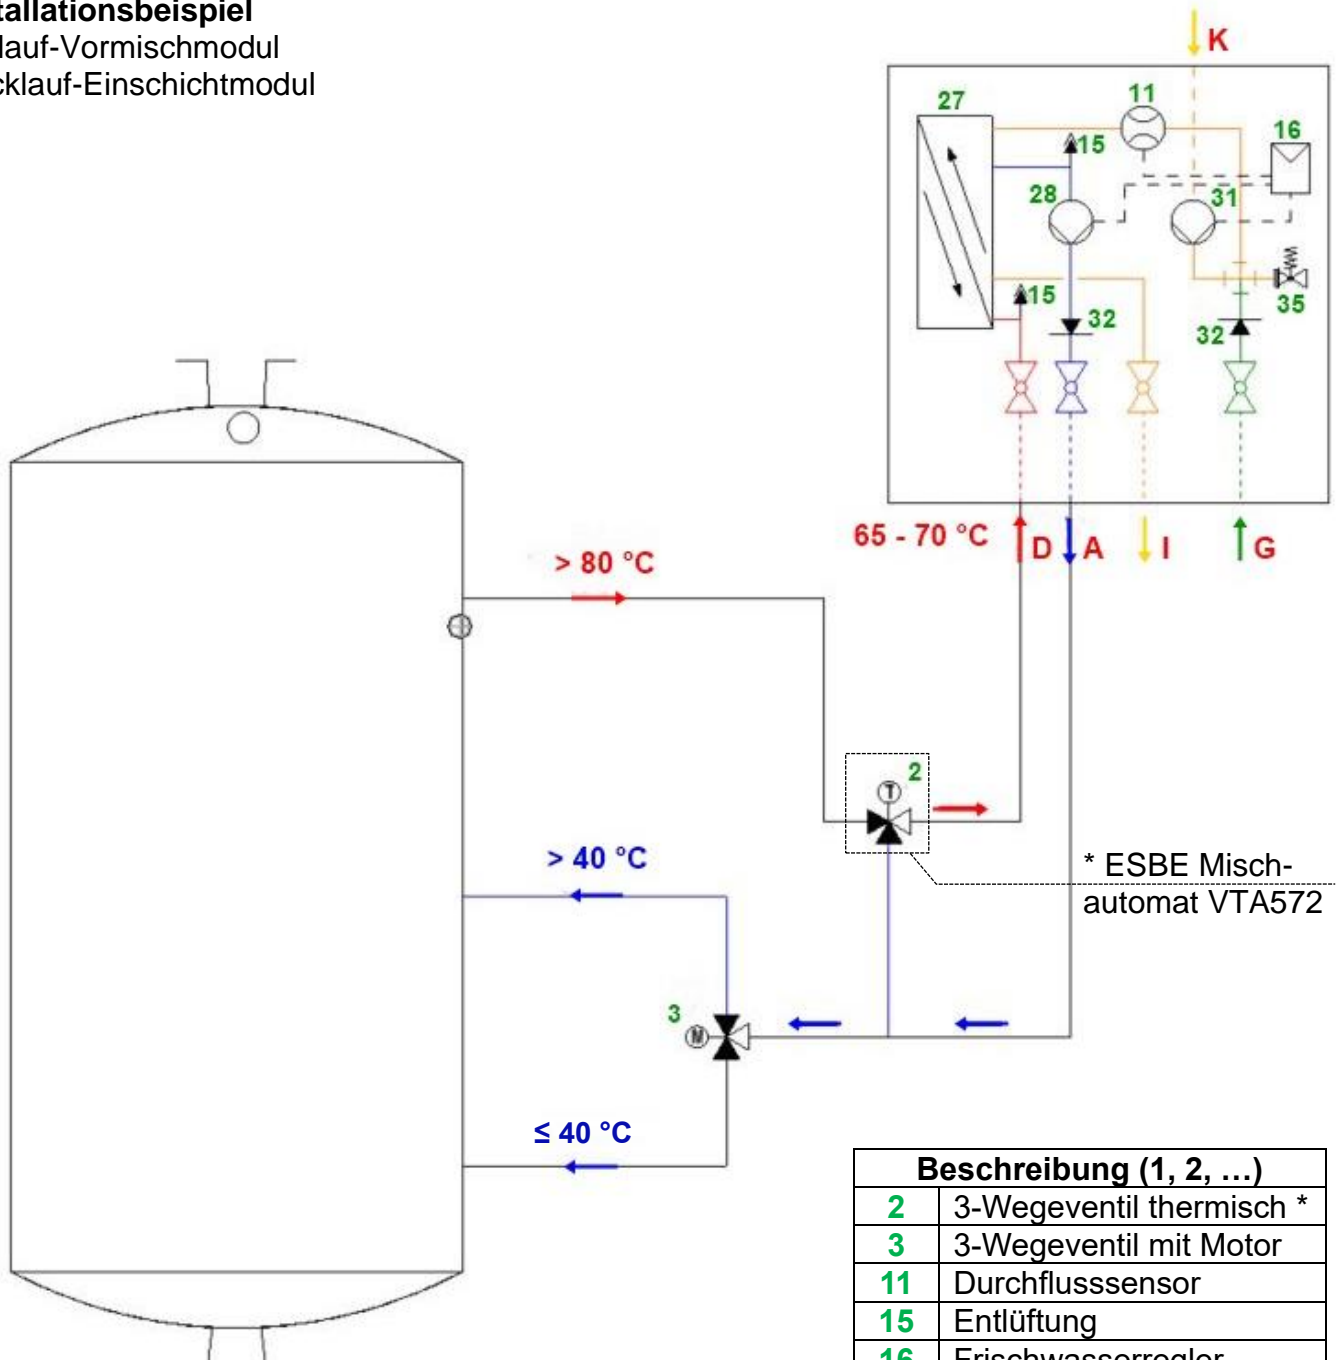 tallationsbeispiel
lauf-Vormischmodul
cklauf-Einschichtmodul
K
27
11
16
15
28
31
15
32
35
32
65 - 70 °C
D
A
I
G
> 80 °C
2
T
> 40 °C
* ESBE Misch-
automat VTA572
3
M
≤ 40 °C
Beschreibung (1, 2, …)
2 3-Wegeventil thermisch *
3 3-Wegeventil mit Motor
11 Durchflusssensor
15 Entlüftung
16 Frischwasserregler